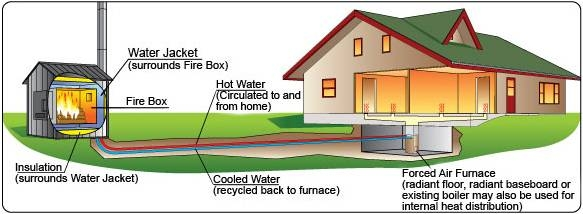 Water Jacket
(surrounds Fire Box)
Fire Box
Insulation
(surrounds Water Jacket)
Hot Water
(Circulated to and
from home)
Cooled Water
(recycled back to furnace)
Forced Air Furnace
(radiant floor, radiant baseboard or
existing boiler may also be used for
internal heat distribution)